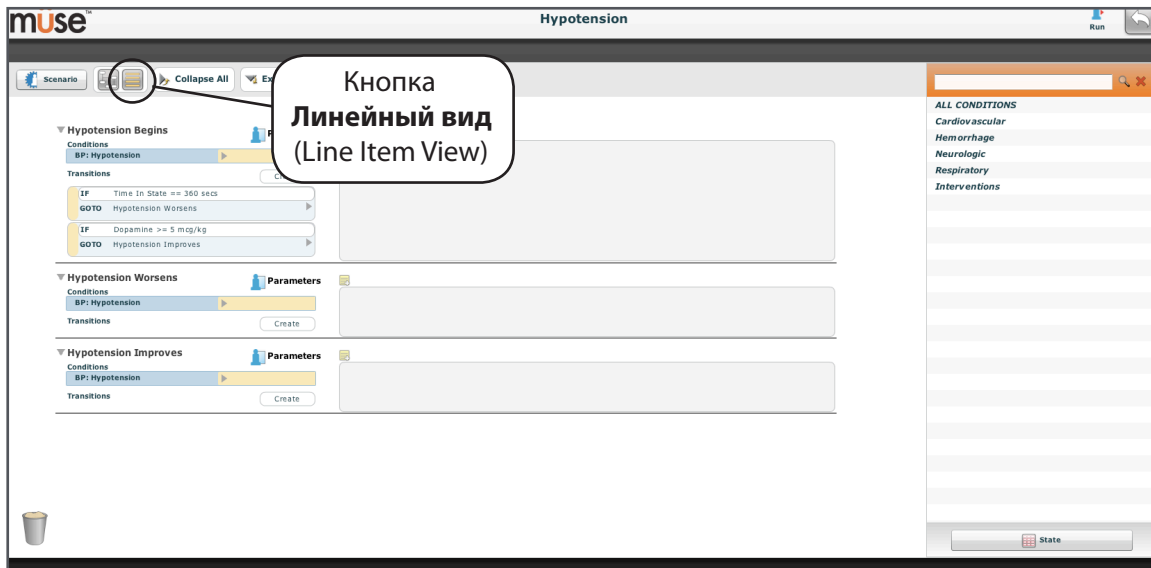 müse™
Hypotension
Run
Scenario
Collapse All
Ex
Кнопка
Линейный вид
(Line Item View)
ALL CONDITIONS
Cardiovascular
Hemorrhage
Neurologic
Respiratory
Interventions
Hypotension Begins
Conditions
BP: Hypotension
Transitions
IF Time In State == 360 secs
GOTO Hypotension Worsens
IF Dopamine >= 5 mcg/kg
GOTO Hypotension Improves
Hypotension Worsens
Parameters
Conditions
BP: Hypotension
Transitions
Create
Hypotension Improves
Parameters
Conditions
BP: Hypotension
Transitions
Create
State